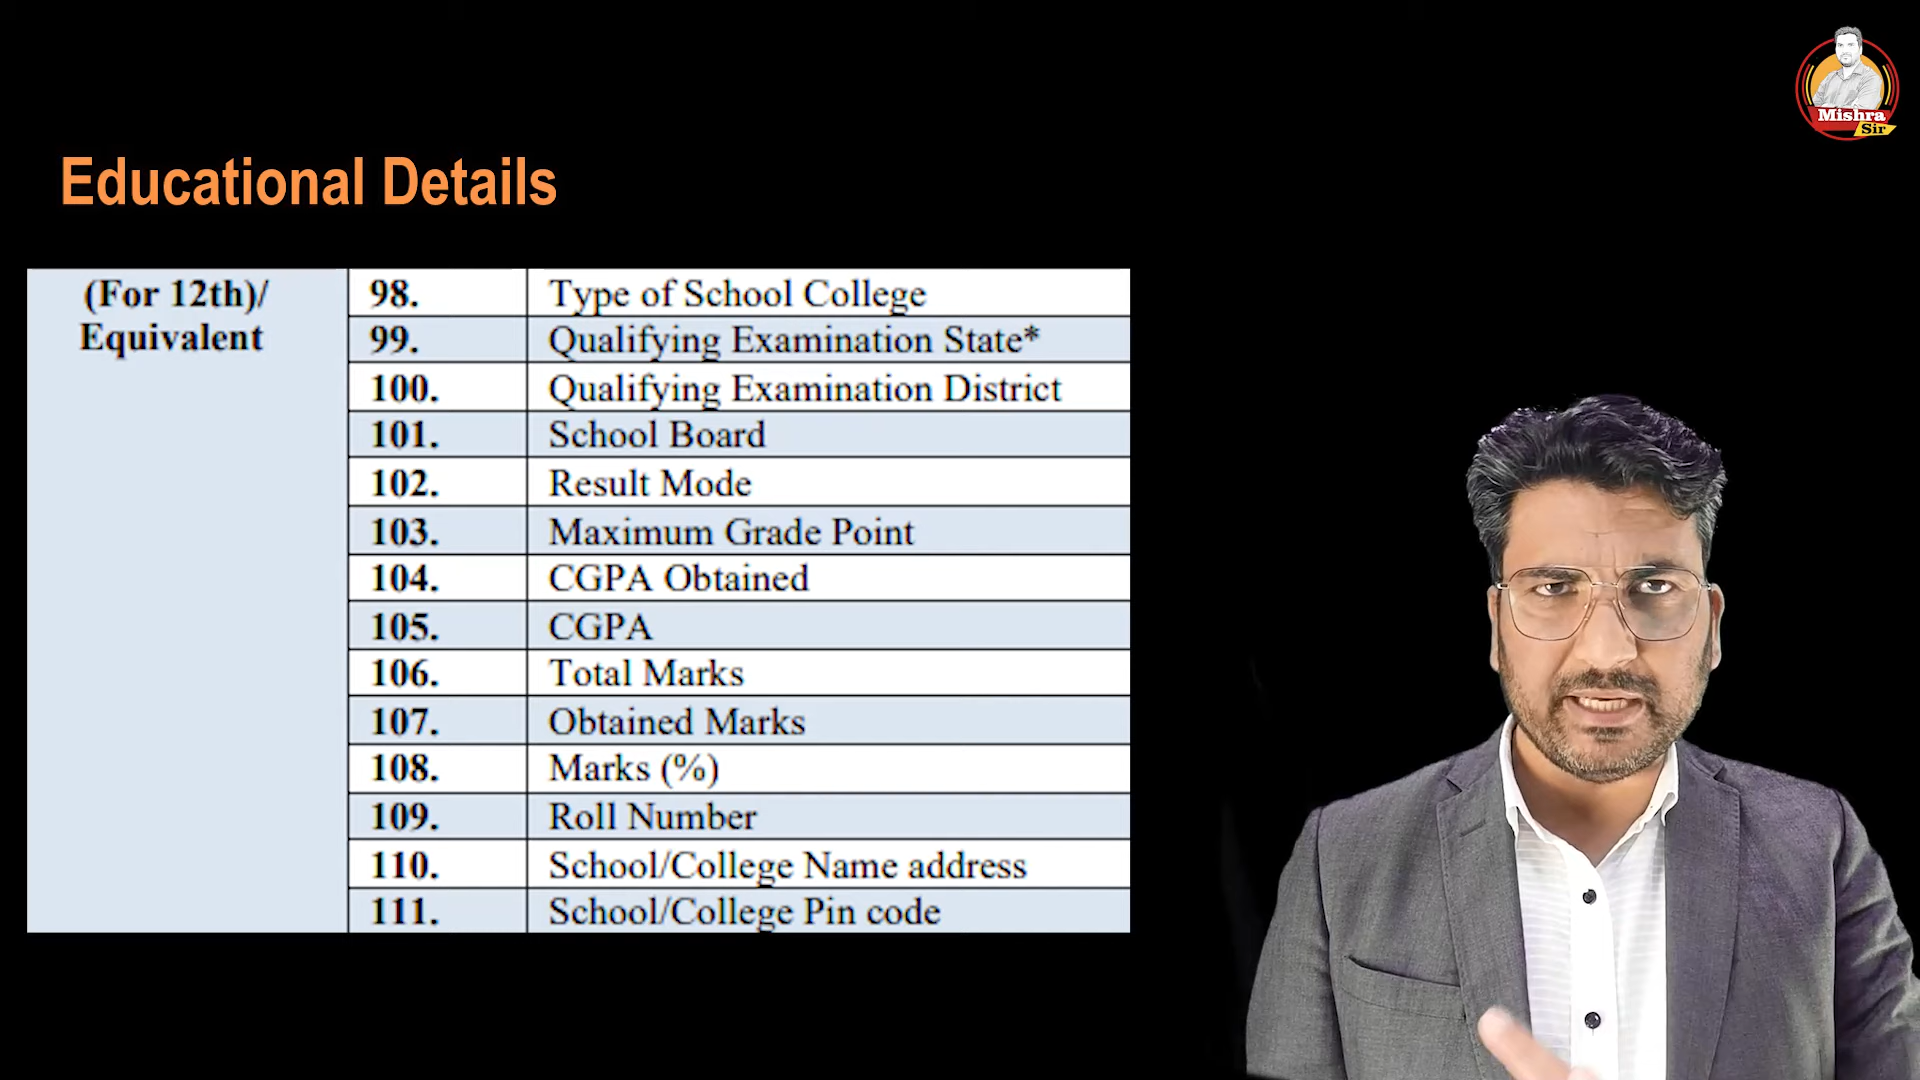 Mishra
Sir
Educational Details
(For 12th)/
Equivalent
98. Type of School College
99. Qualifying Examination State*
100. Qualifying Examination District
101. School Board
102. Result Mode
103. Maximum Grade Point
104. CGPA Obtained
105. CGPA
106. Total Marks
107. Obtained Marks
108. Marks (%)
109. Roll Number
110. School/College Name address
111. School/College Pin code